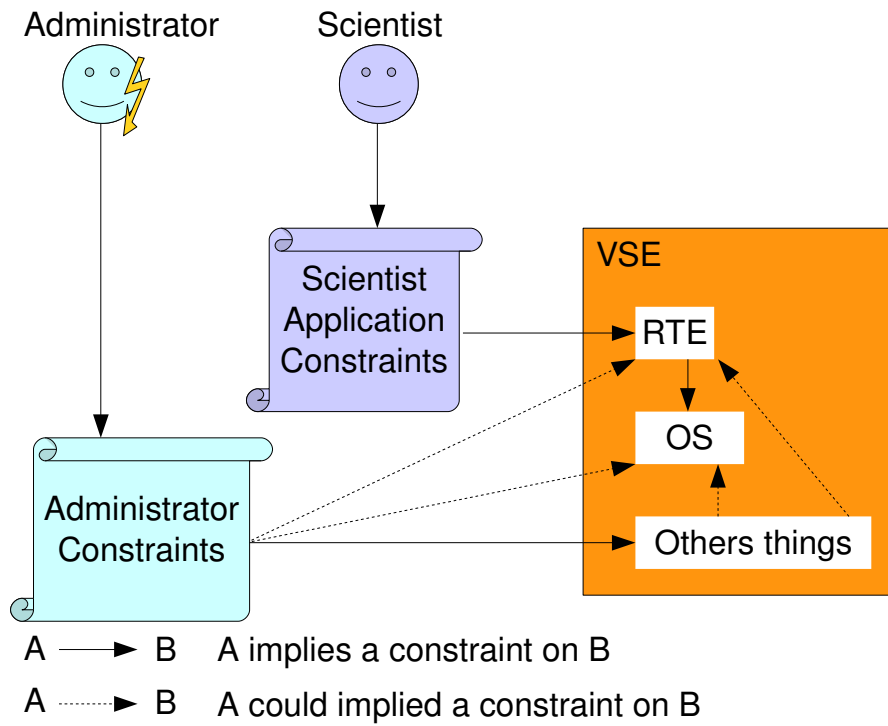 Administrator
Scientist
Scientist
Application
Constraints
VSE
RTE
OS
Others things
Administrator
Constraints
A B A implies a constraint on B
A B A could implied a constraint on B